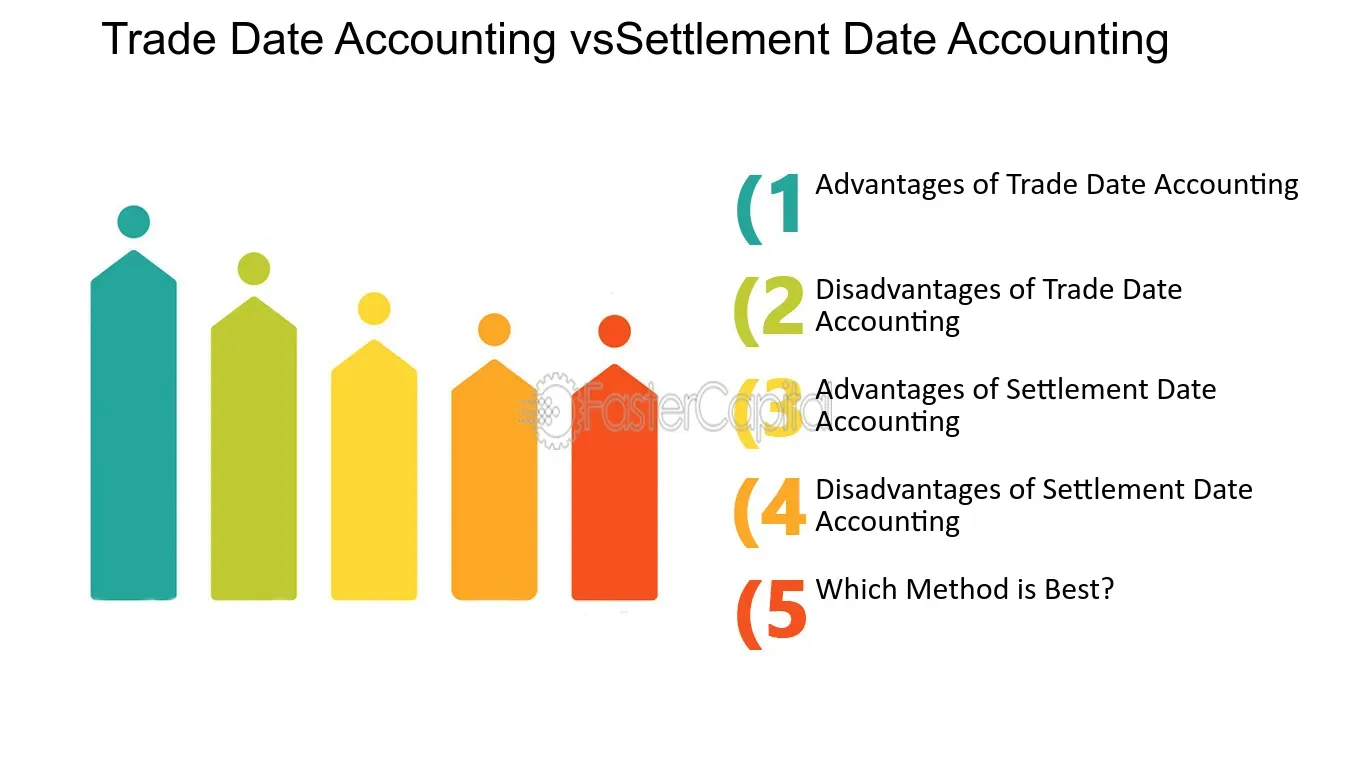 Trade Date Accounting vsSettlement Date Accounting
(1 Advantages of Trade Date Accounting
(2 Disadvantages of Trade Date
Accounting
(3 Advantages of Settlement Date
Accounting
(4 Disadvantages of Settlement Date
Accounting
(5 Which Method is Best?
FasterCapital